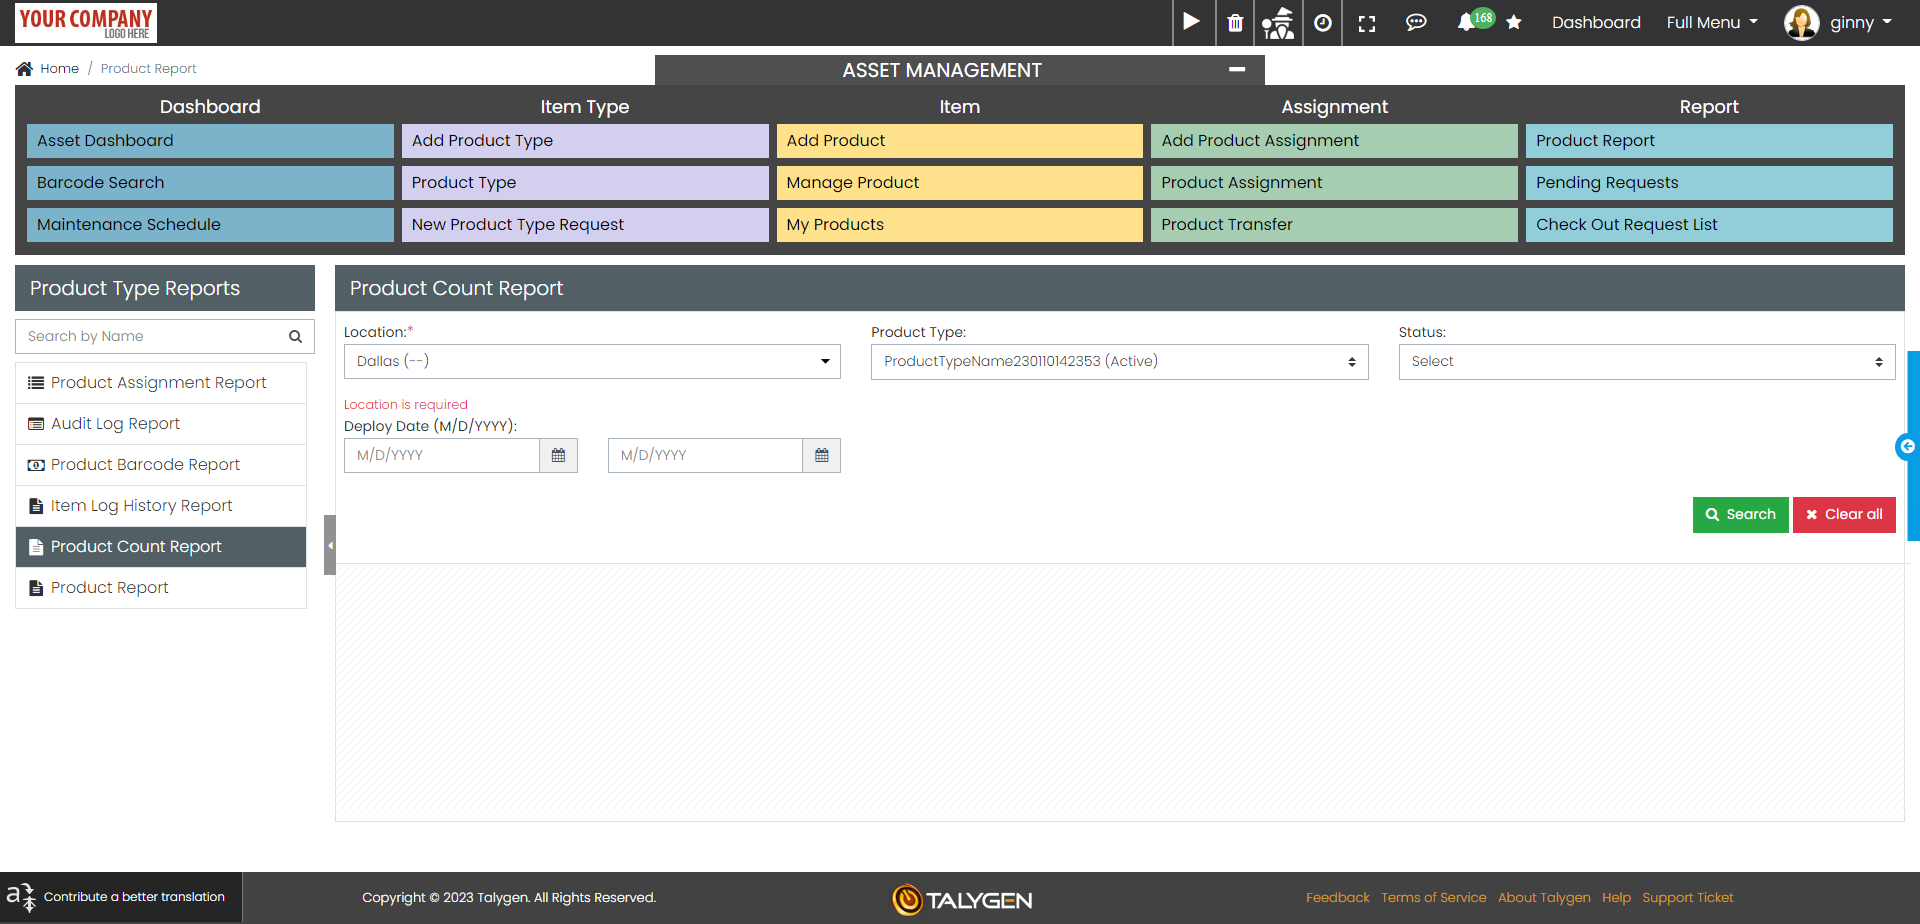 YOUR COMPANY
LOGO HERE
168
Dashboard
Full Menu
ginny
Home / Product Report
ASSET MANAGEMENT
Dashboard
Item Type
Item
Assignment
Report
Asset Dashboard
Add Product Type
Add Product
Add Product Assignment
Product Report
Barcode Search
Product Type
Manage Product
Product Assignment
Pending Requests
Maintenance Schedule
New Product Type Request
My Products
Product Transfer
Check Out Request List
Product Type Reports
Search by Name
Product Assignment Report
Audit Log Report
Product Barcode Report
Item Log History Report
Product Count Report
Product Report
Product Count Report
Location:*
Product Type:
Status:
Dallas (--)
ProductTypeName230110142353 (Active)
Select
Location is required
Deploy Date (M/D/YYYY):
M/D/YYYY
M/D/YYYY
Search
Clear all
Contribute a better translation
Copyright © 2023 Talygen. All Rights Reserved.
TALYGEN
Feedback
Terms of Service
About Talygen
Help
Support Ticket